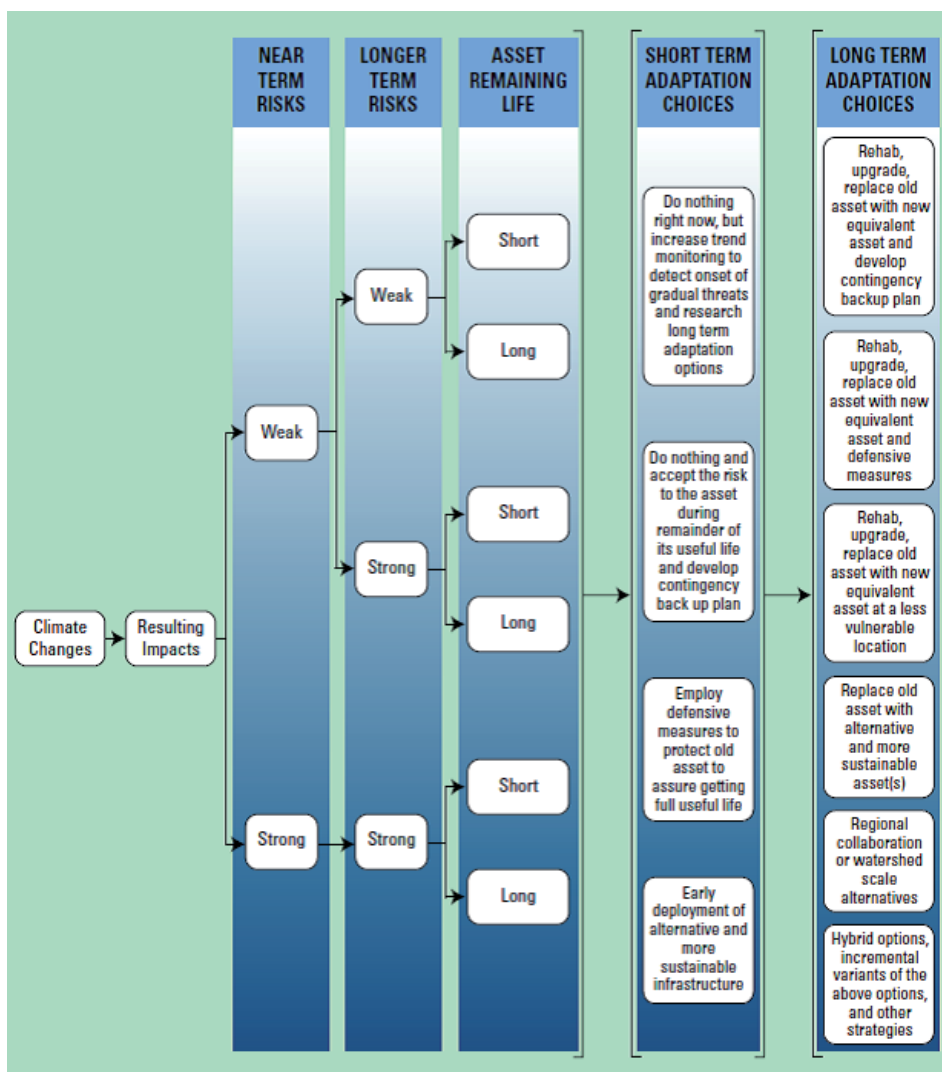 NEAR
TERM
RISKS
LONGER
TERM
RISKS
ASSET
REMAINING
LIFE
SHORT TERM
ADAPTATION
CHOICES
LONG TERM
ADAPTATION
CHOICES
Climate
Changes
Resulting
Impacts
Weak
Strong
Weak
Strong
Strong
Short
Long
Short
Long
Short
Long
Do nothing
right now, but
increase trend
monitoring to
detect onset of
gradual threats
and research
long term
adaptation
options
Do nothing and
accept the risk
to the asset
during
remainder of
its useful life
and develop
contingency
back up plan
Employ
defensive
measures to
protect old
asset to
assure getting
full useful life
Early
deployment of
alternative and
more
sustainable
infrastructure
Rehab,
upgrade,
replace old
asset with new
equivalent
asset and
develop
contingency
backup plan
Rehab,
upgrade,
replace old
asset with new
equivalent
asset and
defensive
measures
Rehab,
upgrade,
replace old
asset with new
equivalent
asset at a less
vulnerable
location
Replace old
asset with
alternative
and more
sustainable
asset(s)
Regional
collaboration
or watershed
scale
alternatives
Hybrid options,
incremental
variants of the
above options,
and other
strategies